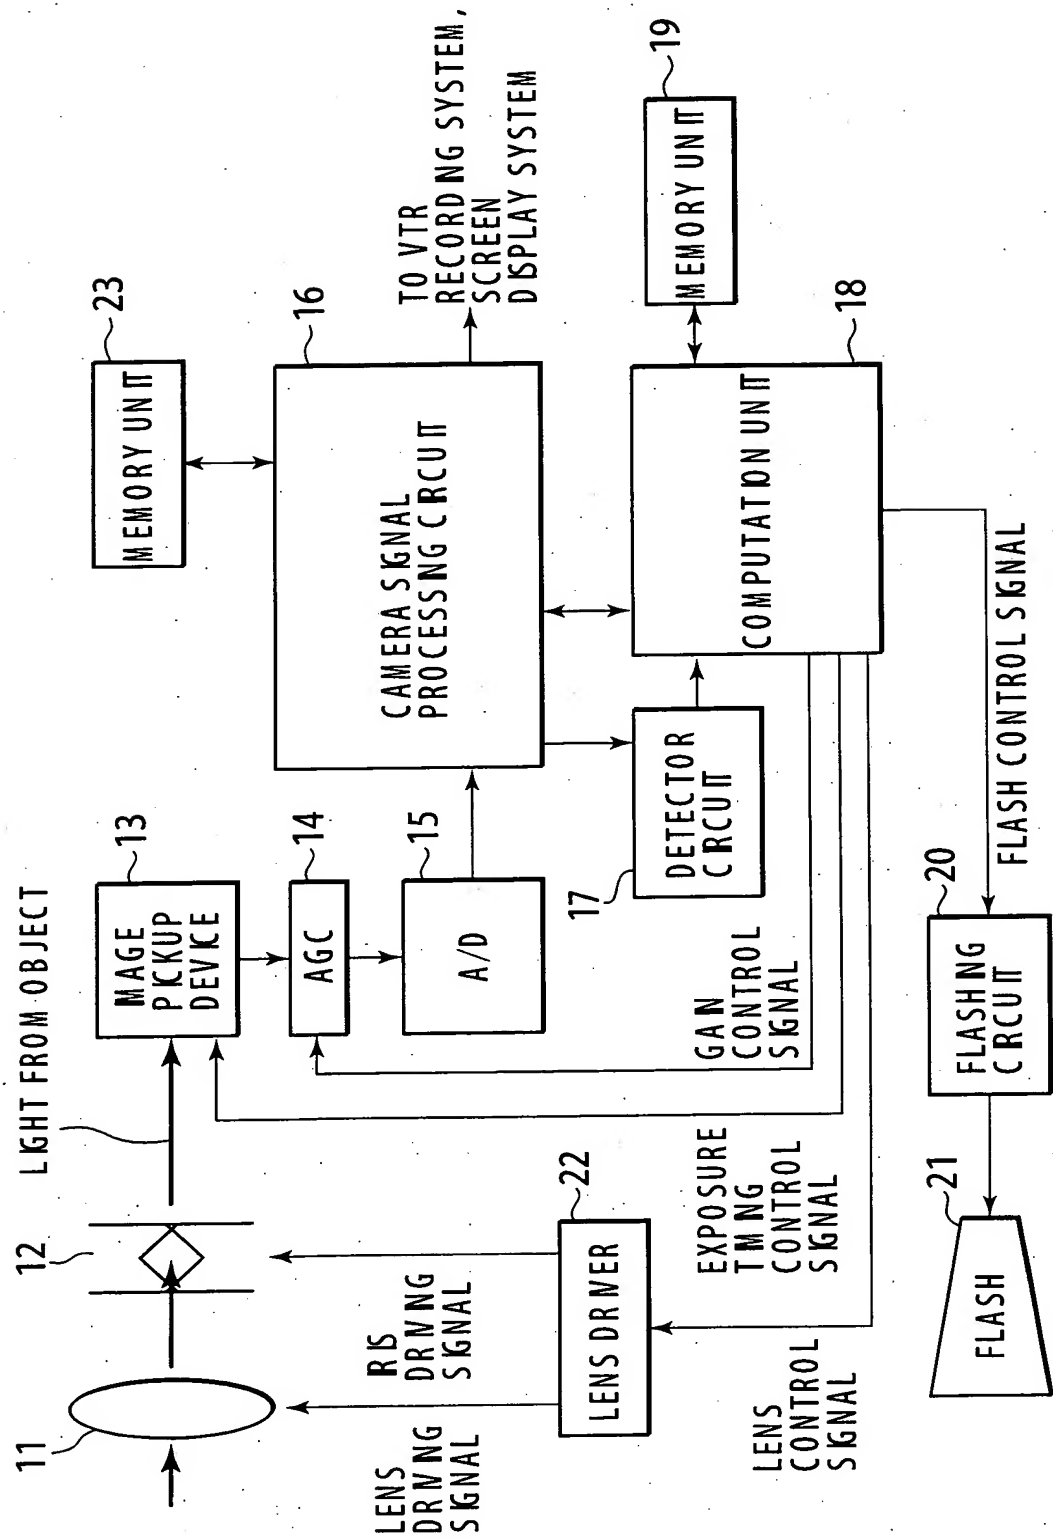 LIGHT FROM OBJECT
11
12
13
IMAGE
PICKUP
DEVICE
14
AGC
15
A/D
23
MEMORY UNIT
16
CAMERA SIGNAL
PROCESSING CIRCUIT
TO VTR
RECORDING SYSTEM,
SCREEN
DISPLAY SYSTEM
LENS
DRIVING
SIGNAL
IRIS
DRIVING
SIGNAL
22
LENS DRIVER
17
DETECTOR
CIRCUIT
18
COMPUTATION UNIT
19
MEMORY UNIT
GAIN
CONTROL
SIGNAL
EXPOSURE
TIMING
CONTROL
SIGNAL
LENS
CONTROL
SIGNAL
21
FLASH
20
FLASHING
CIRCUIT
FLASH CONTROL SIGNAL